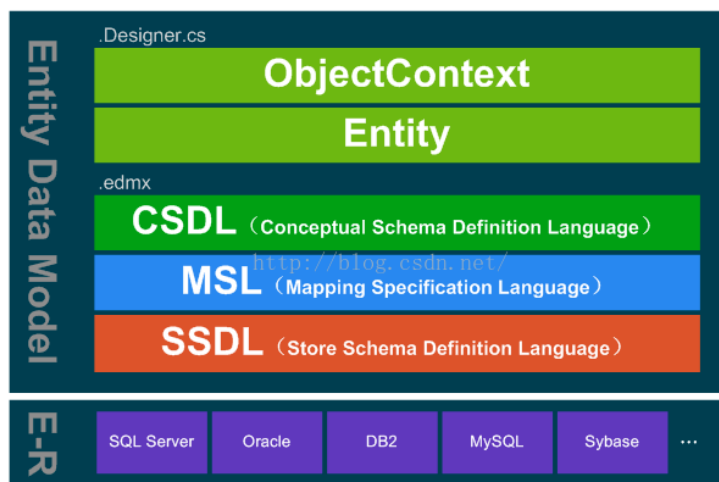 Entity Data Model
.Designer.cs
ObjectContext
Entity
.edmx
CSDL（Conceptual Schema Definition Language）
http://blog.csdn.net/
MSL（Mapping Specification Language）
SSDL（Store Schema Definition Language）
E-R
SQL Server
Oracle
DB2
MySQL
Sybase
...